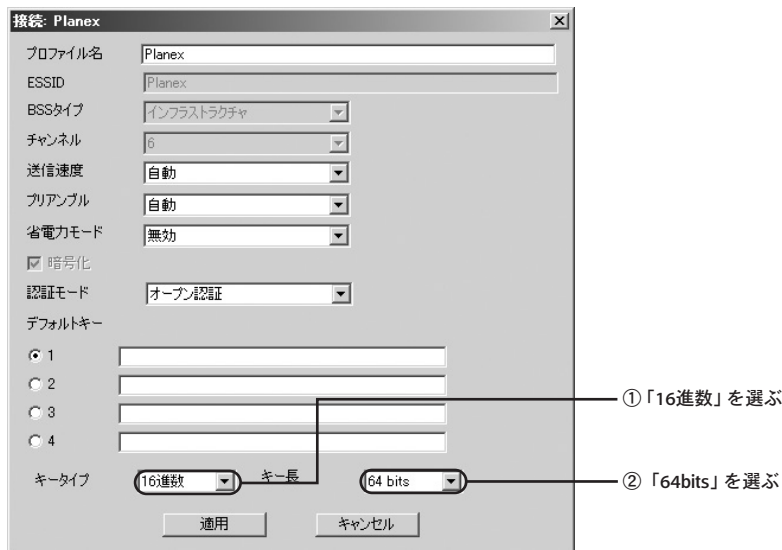 接続: Planex
プロファイル名 Planex
ESSID Planex
BSSタイプ インフラストラクチャ
チャンネル 6
送信速度 自動
プリアンブル 自動
省電力モード 無効
暗号化
認証モード オープン認証
デフォルトキー
1
2
3
4
キータイプ 16進数 キー長 64 bits
適用 キャンセル
①「16進数」を選ぶ
②「64bits」を選ぶ